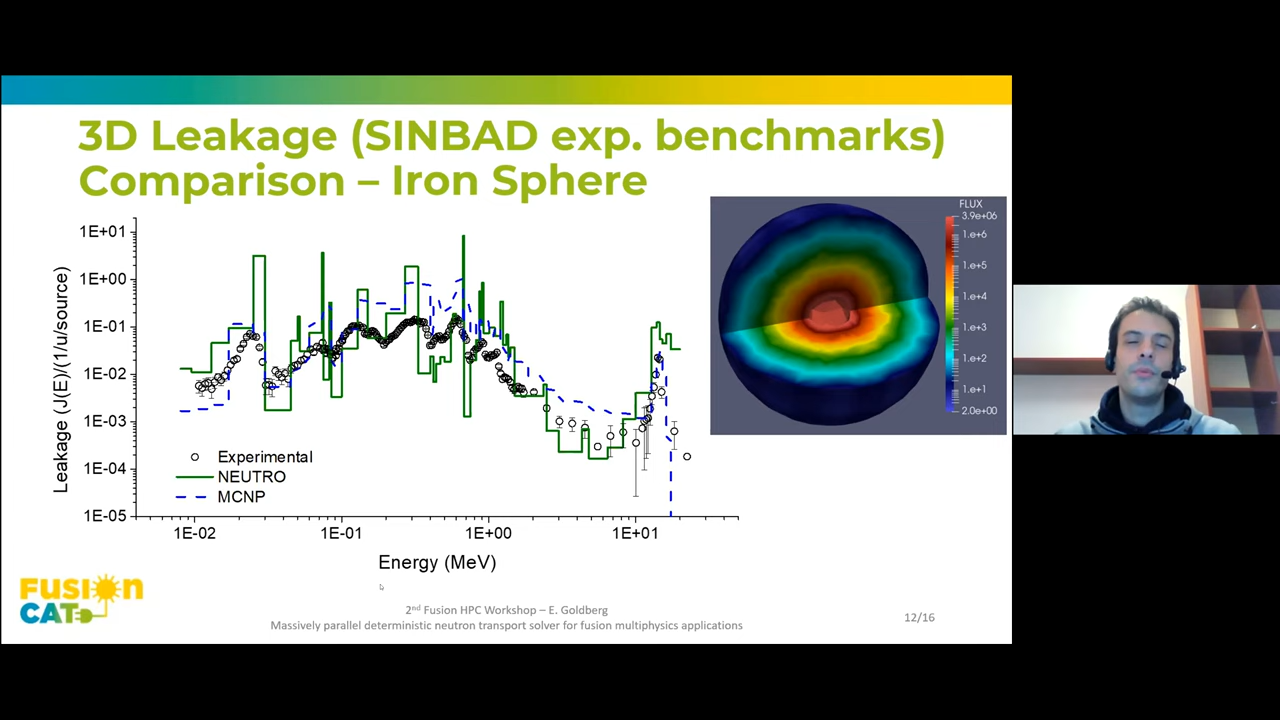 3D Leakage (SINBAD exp. benchmarks)
Comparison – Iron Sphere
Leakage (J(E)/(1/u/source)
1E+01
1E+00
1E-01
1E-02
1E-03
1E-04
1E-05
Experimental
NEUTRO
MCNP
1E-02
1E-01
1E+00
1E+01
Energy (MeV)
FLUX
3.9e+06
1.e+6
1.e+5
1.e+4
1.e+3
1.e+2
1.e+1
2.0e+00
FUSION
CAT
2nd Fusion HPC Workshop – E. Goldberg
Massively parallel deterministic neutron transport solver for fusion multiphysics applications
12/16